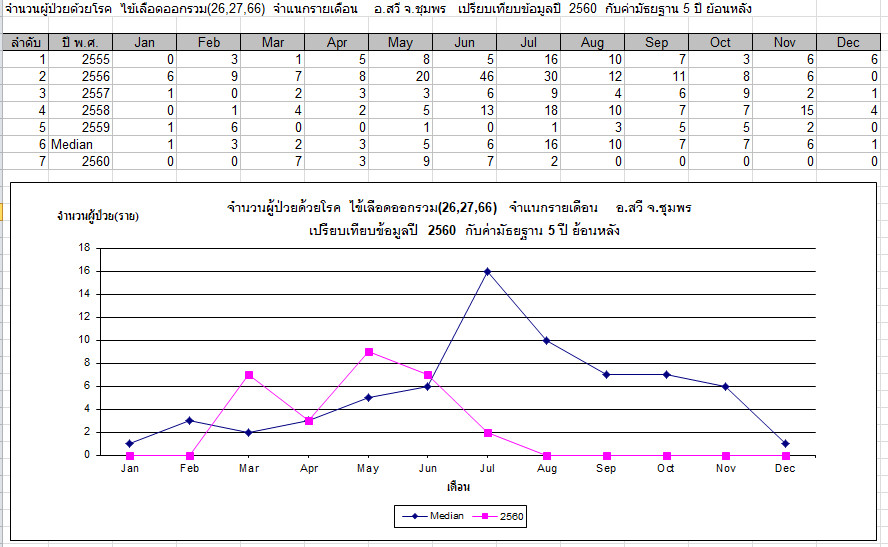 จำนวนผู้ป่วยด้วยโรค ไข้เลือดออกรวม(26,27,66) จำแนกรายเดือน อ.สวี จ.ชุมพร เปรียบเทียบข้อมูลปี 2560 กับค่ามัธยฐาน 5 ปี ย้อนหลัง
ลำดับ ปี พ.ศ. Jan Feb Mar Apr May Jun Jul Aug Sep Oct Nov Dec
1 2555 0 3 1 5 8 5 16 10 7 3 6 6
2 2556 6 9 7 8 20 46 30 12 11 8 6 0
3 2557 1 0 2 3 3 6 9 4 6 9 2 1
4 2558 0 1 4 2 5 13 18 10 7 7 15 4
5 2559 1 6 0 0 1 0 1 3 5 5 2 0
6 Median 1 3 2 3 5 6 16 10 7 7 6 1
7 2560 0 0 7 3 9 7 2 0 0 0 0 0
จำนวนผู้ป่วยด้วยโรค ไข้เลือดออกรวม(26,27,66) จำแนกรายเดือน อ.สวี จ.ชุมพร
เปรียบเทียบข้อมูลปี 2560 กับค่ามัธยฐาน 5 ปี ย้อนหลัง
จำนวนผู้ป่วย(ราย)
18
16
14
12
10
8
6
4
2
0
Jan Feb Mar Apr May Jun Jul Aug Sep Oct Nov Dec
เดือน
Median 2560